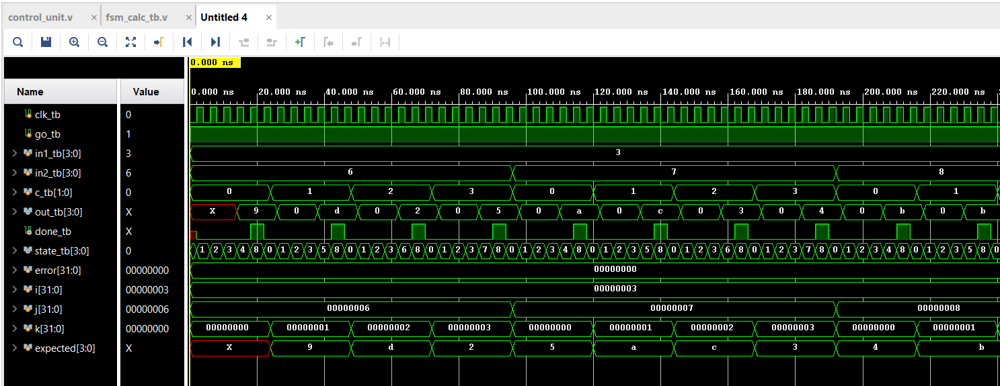 control_unit.v × fsm_calc_tb.v × Untitled 4 ×
0.000 ns
Name Value
0.000 ns 20.000 ns 40.000 ns 60.000 ns 80.000 ns 100.000 ns 120.000 ns 140.000 ns 160.000 ns 180.000 ns 200.000 ns 220.000 ns
clk_tb 0
go_tb 1
in1_tb[3:0] 3 3
in2_tb[3:0] 6 6 7 8
c_tb[1:0] 0 0 1 2 3 0 1 2 3 0 1
out_tb[3:0] X X 9 0 d 0 2 0 5 0 a 0 c 0 3 0 4 0 b 0 b
done_tb X
state_tb[3:0] 0 1 2 3 4 8 0 1 2 3 5 8 0 1 2 3 6 8 0 1 2 3 7 8 0 1 2 3 4 8 0 1 2 3 5 8 0 1 2 3 6 8 0 1 2 3 7 8 0 1 2 3 4 8 0 1 2 3 5 8 0
error[31:0] 00000000 00000000
i[31:0] 00000003 00000003
j[31:0] 00000006 00000006 00000007 00000008
k[31:0] 00000000 00000000 00000001 00000002 00000003 00000000 00000001 00000002 00000003 00000000 00000001
expected[3:0] X X 9 d 2 5 a c 3 4 b